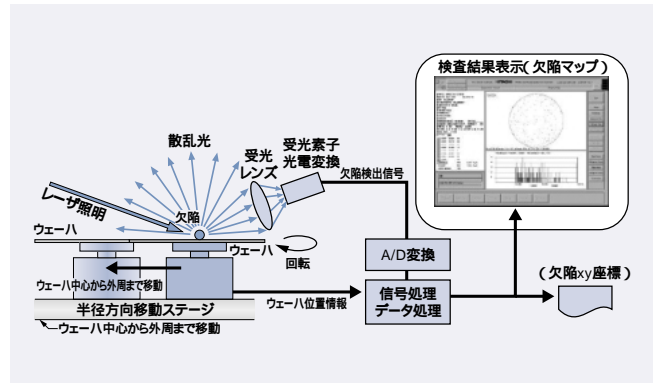 検査結果表示(欠陥マップ)
散乱光
受光素子
光電変換
受光
レンズ
欠陥検出信号
レーザ照明
欠陥
ウェーハ
ウェーハ
回転
A/D変換
ウェーハ中心から外周まで移動
信号処理
データ処理
(欠陥xy座標)
ウェーハ位置情報
半径方向移動ステージ
ウェーハ中心から外周まで移動